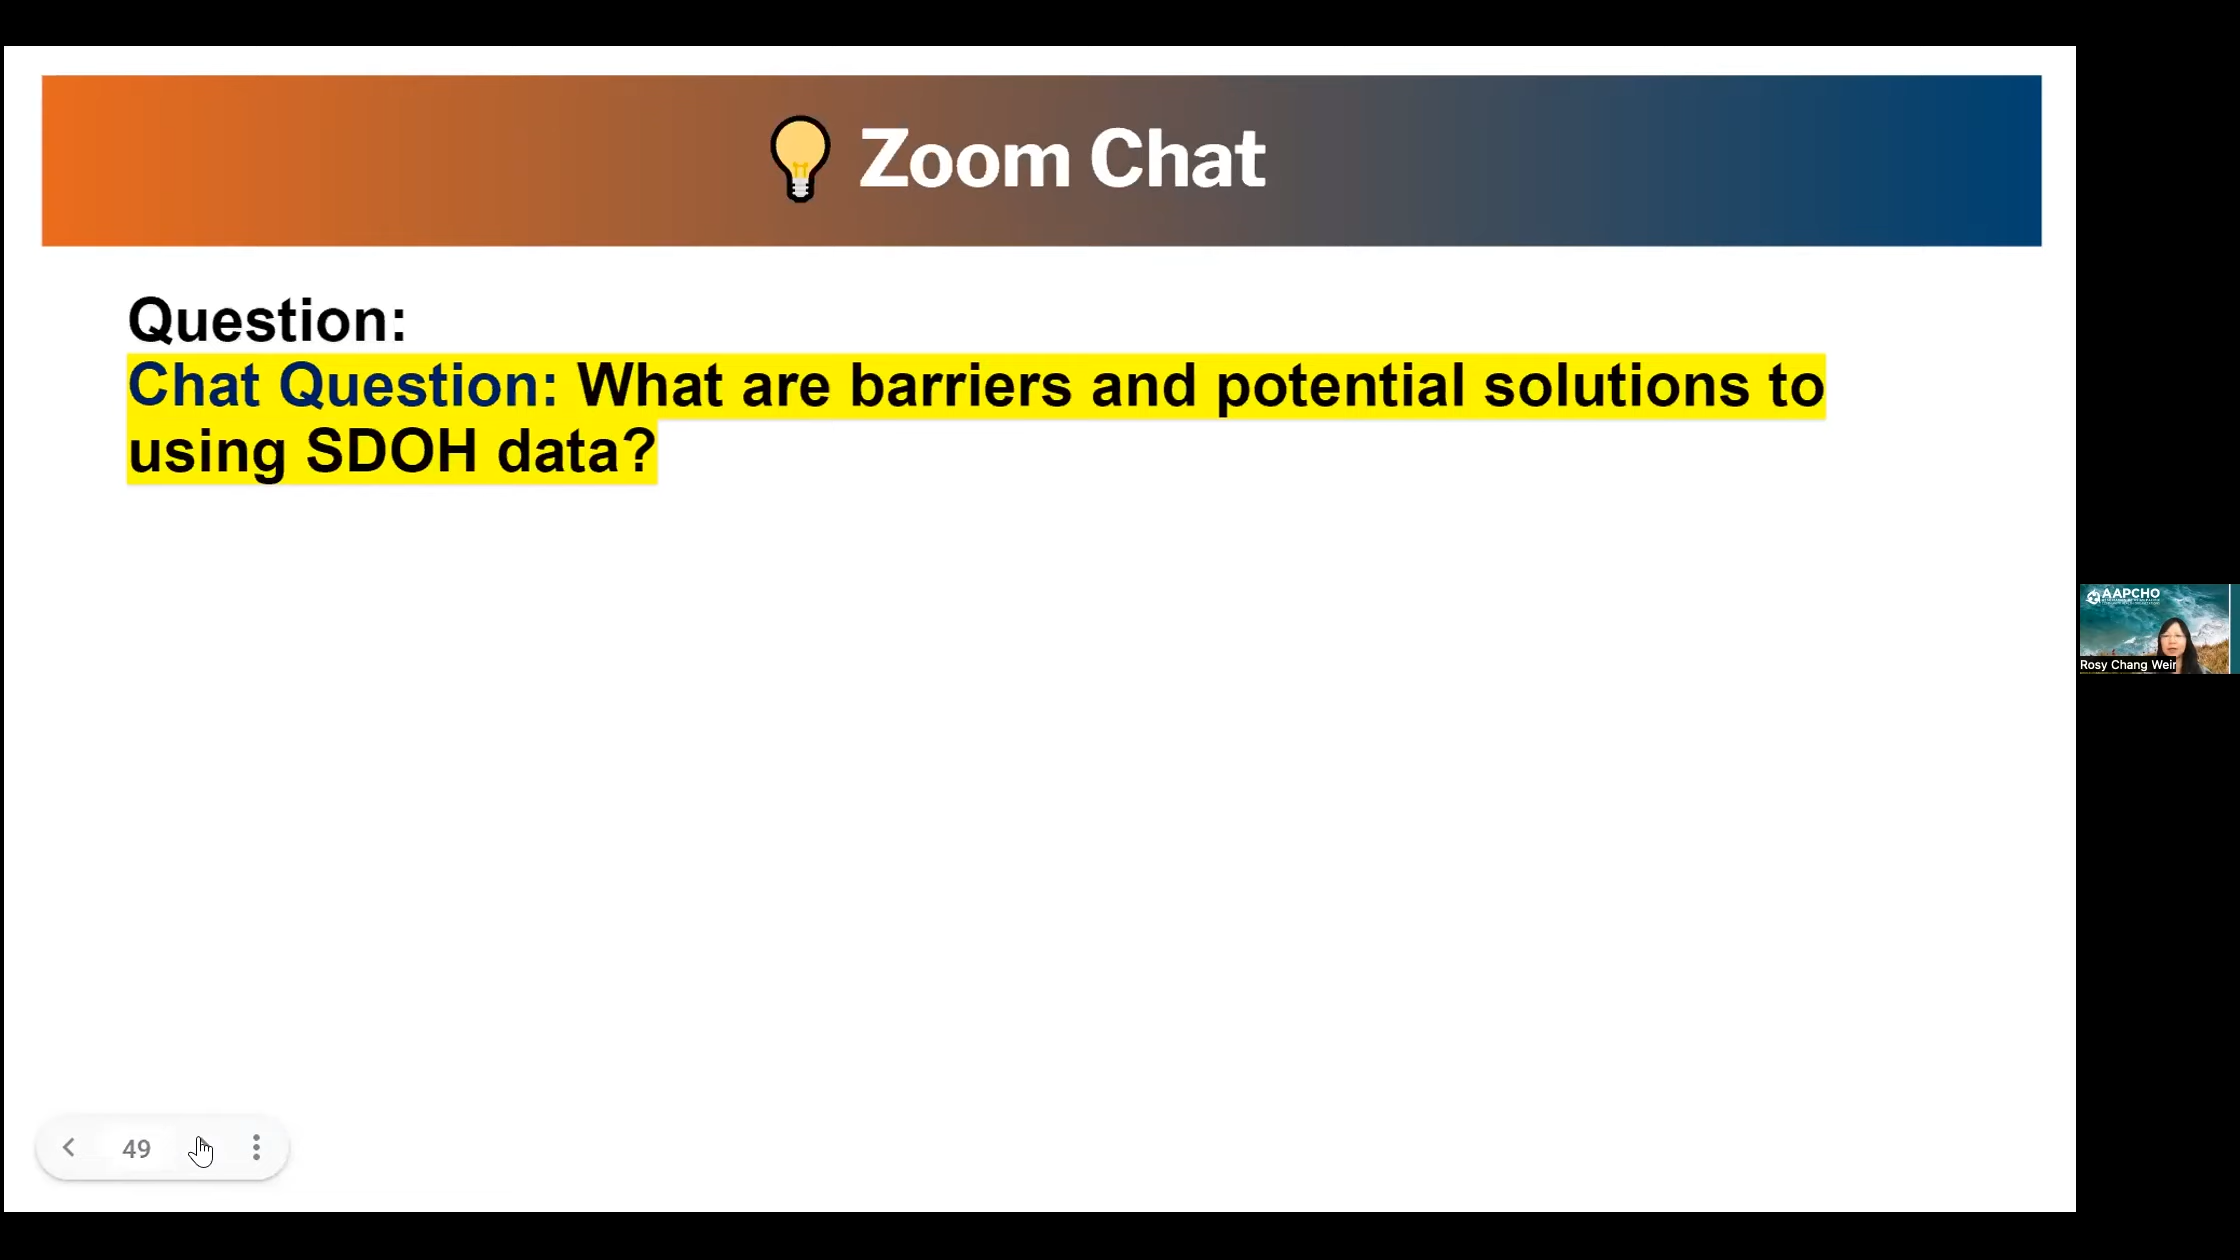 Zoom Chat
Question:
Chat Question: What are barriers and potential solutions to
using SDOH data?
AAPCHO
Rosy Chang Weir
49